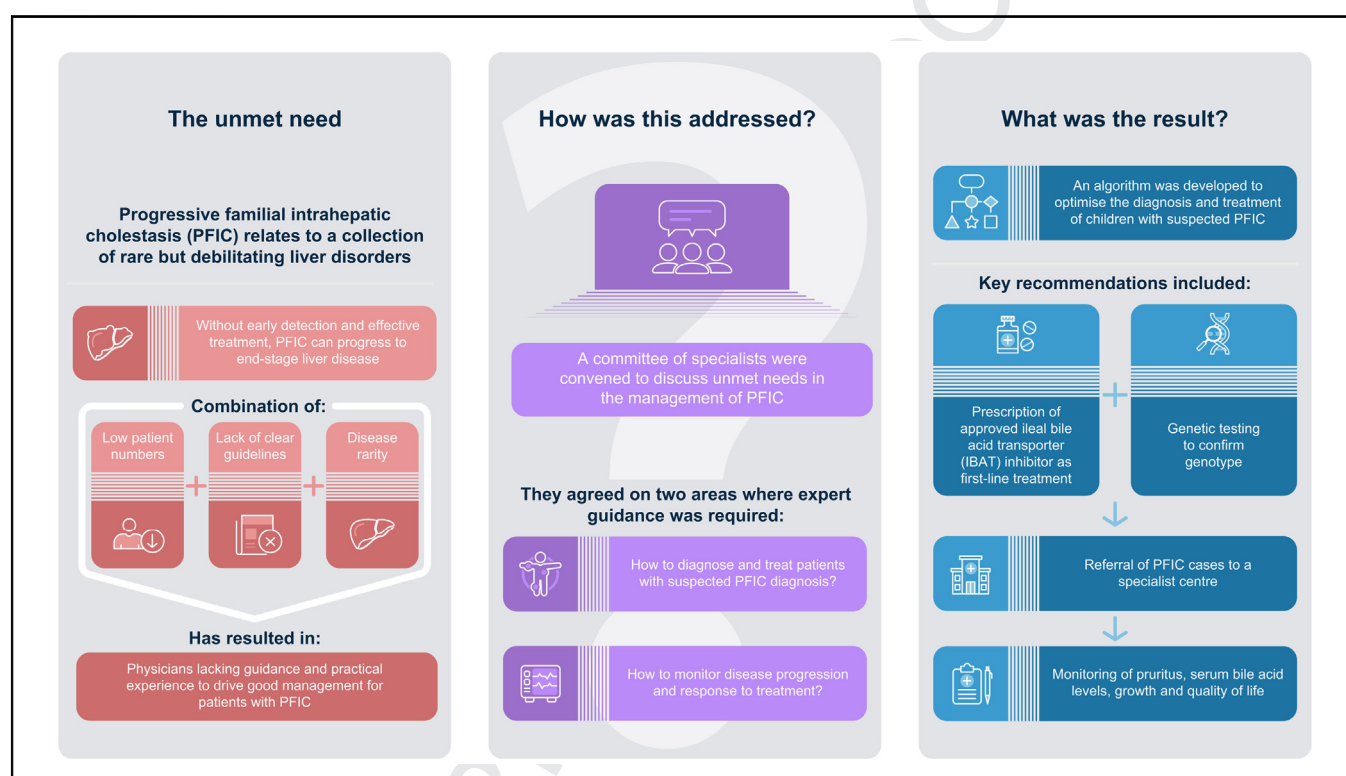 The unmet need
Progressive familial intrahepatic
cholestasis (PFIC) relates to a collection
of rare but debilitating liver disorders
Without early detection and effective
treatment, PFIC can progress to
end-stage liver disease
Combination of:
Low patient
numbers
+
Lack of clear
guidelines
+
Disease
rarity
Has resulted in:
Physicians lacking guidance and practical
experience to drive good management for
patients with PFIC
How was this addressed?
A committee of specialists were
convened to discuss unmet needs in
the management of PFIC
They agreed on two areas where expert
guidance was required:
How to diagnose and treat patients
with suspected PFIC diagnosis?
How to monitor disease progression
and response to treatment?
What was the result?
An algorithm was developed to
optimise the diagnosis and treatment
of children with suspected PFIC
Key recommendations included:
Prescription of
approved ileal bile
acid transporter
(IBAT) inhibitor as
first-line treatment
+
Genetic testing
to confirm
genotype
Referral of PFIC cases to a
specialist centre
Monitoring of pruritus, serum bile acid
levels, growth and quality of life